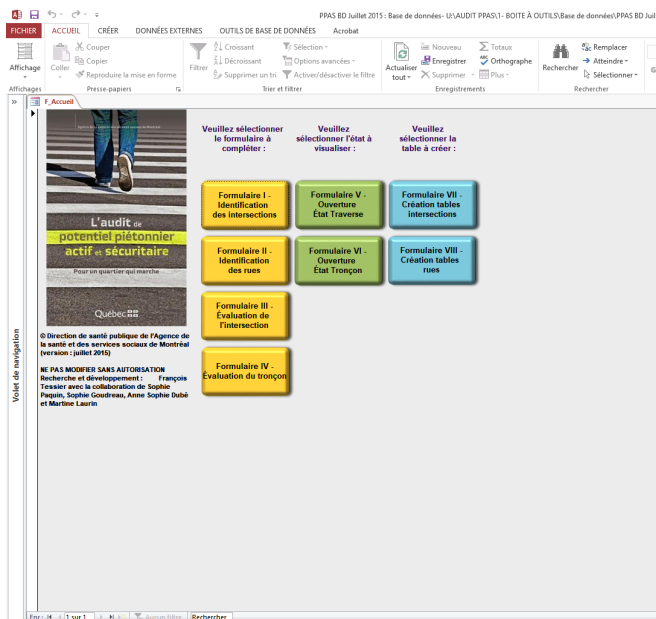 PPAS BD Juillet 2015 : Base de données- U:\AUDIT PPAS\1- BOITE À OUTILS\Base de données\PPAS BD Juil
FICHIER ACCUEIL CRÉER DONNÉES EXTERNES OUTILS DE BASE DE DONNÉES Acrobat
Affichage
Coller
Couper
Copier
Reproduire la mise en forme
Filtrer
Croissant
Décroissant
Supprimer un tri
Sélection
Options avancées
Activer/désactiver le filtre
Actualiser
tout
Nouveau
Enregistrer
Supprimer
Totaux
Orthographe
Plus
Rechercher
Remplacer
Atteindre
Sélectionner
Affichages Presse-papiers Trier et filtrer Enregistrements Rechercher
F_Accueil
Volet de navigation
L'audit de
potentiel piétonnier
actif et sécuritaire
Pour un quartier qui marche
Québec
© Direction de santé publique de l'Agence de
la santé et des services sociaux de Montréal
(version : juillet 2015)
NE PAS MODIFIER SANS AUTORISATION
Recherche et développement : François
Tessier avec la collaboration de Sophie
Paquin, Sophie Goudreau, Anne Sophie Dubé
et Martine Laurin
Veuillez sélectionner
le formulaire à
compléter :
Formulaire I -
Identification
des intersections
Formulaire II -
Identification
des rues
Formulaire III -
Évaluation de
l'intersection
Formulaire IV -
Évaluation du tronçon
Veuillez
sélectionner l'état à
visualiser :
Formulaire V -
Ouverture
État Traverse
Formulaire VI -
Ouverture
État Tronçon
Veuillez
sélectionner la
table à créer :
Formulaire VII -
Création tables
intersections
Formulaire VIII -
Création tables
rues
Enr : 1 sur 1 Aucun filtre Rechercher